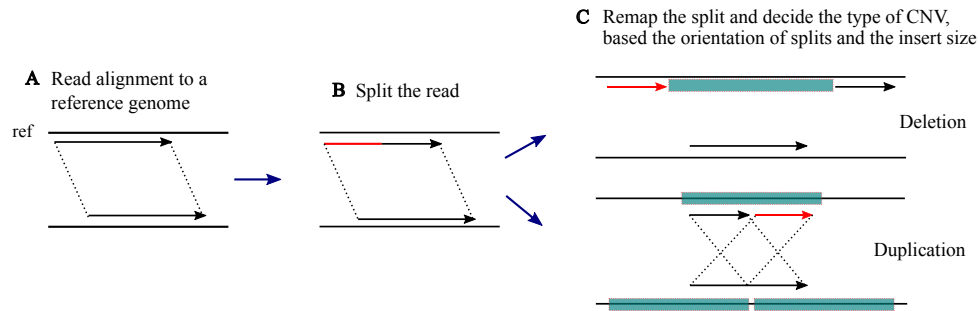 A Read alignment to a
reference genome
ref
B Split the read
C Remap the split and decide the type of CNV,
based the orientation of splits and the insert size
Deletion
Duplication